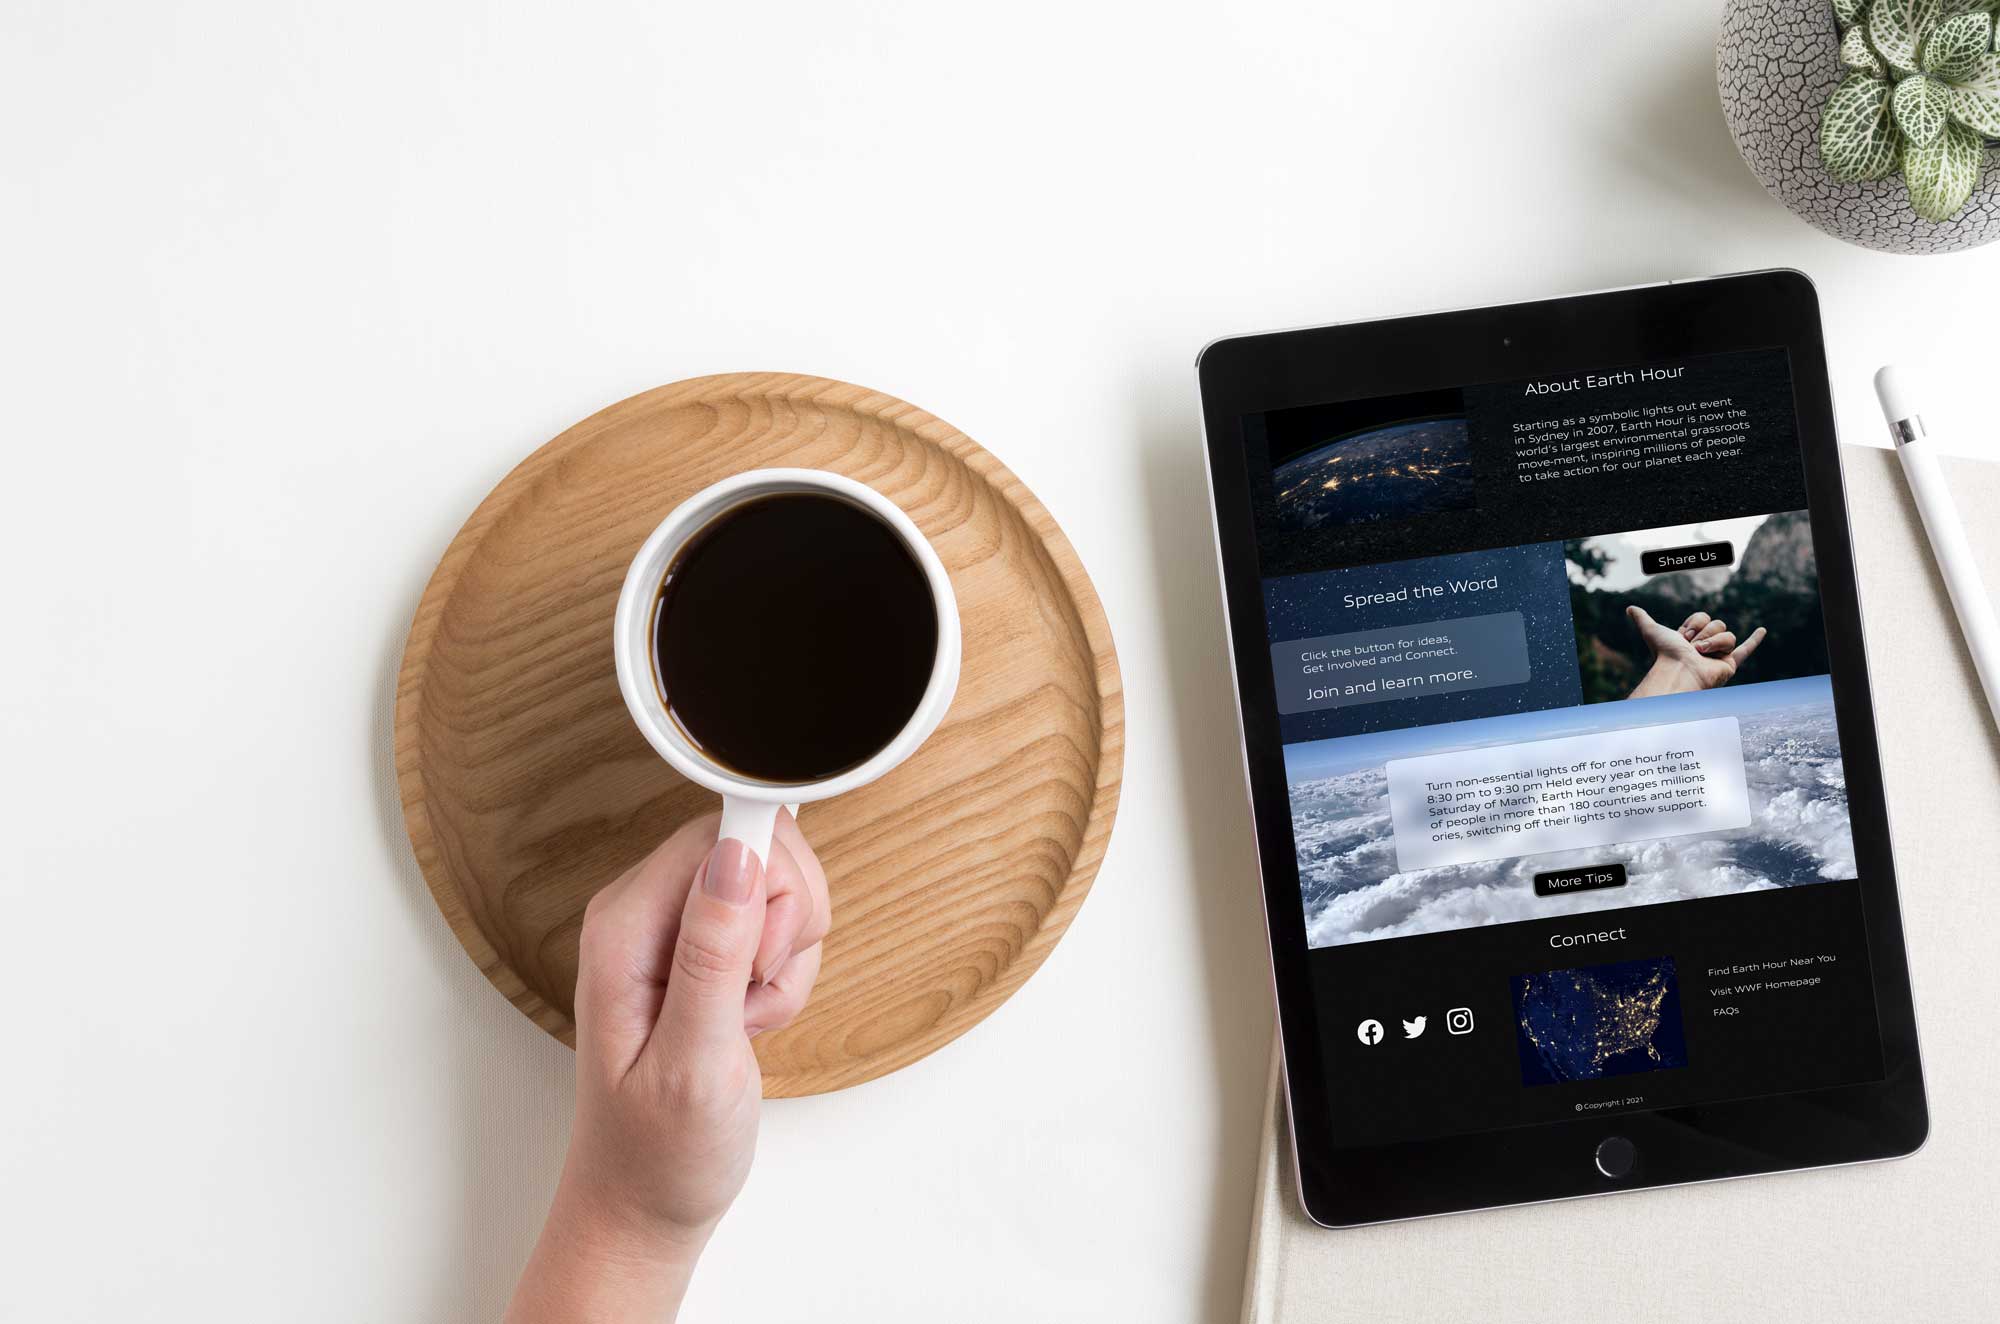 About Earth Hour
Starting as a symbolic lights out event
in Sydney in 2007, Earth Hour is now the
world's largest environmental grassroots
move-ment, inspiring millions of people
to take action for our planet each year.
Spread the Word
Click the button for ideas,
Get Involved and Connect.
Join and learn more.
Share Us
Turn non-essential lights off for one hour from
8:30 pm to 9:30 pm Held every year on the last
Saturday of March, Earth Hour engages millions
of people in more than 180 countries and territ
ories, switching off their lights to show support.
More Tips
Connect
Find Earth Hour Near You
Visit WWF Homepage
FAQs
© Copyright | 2021